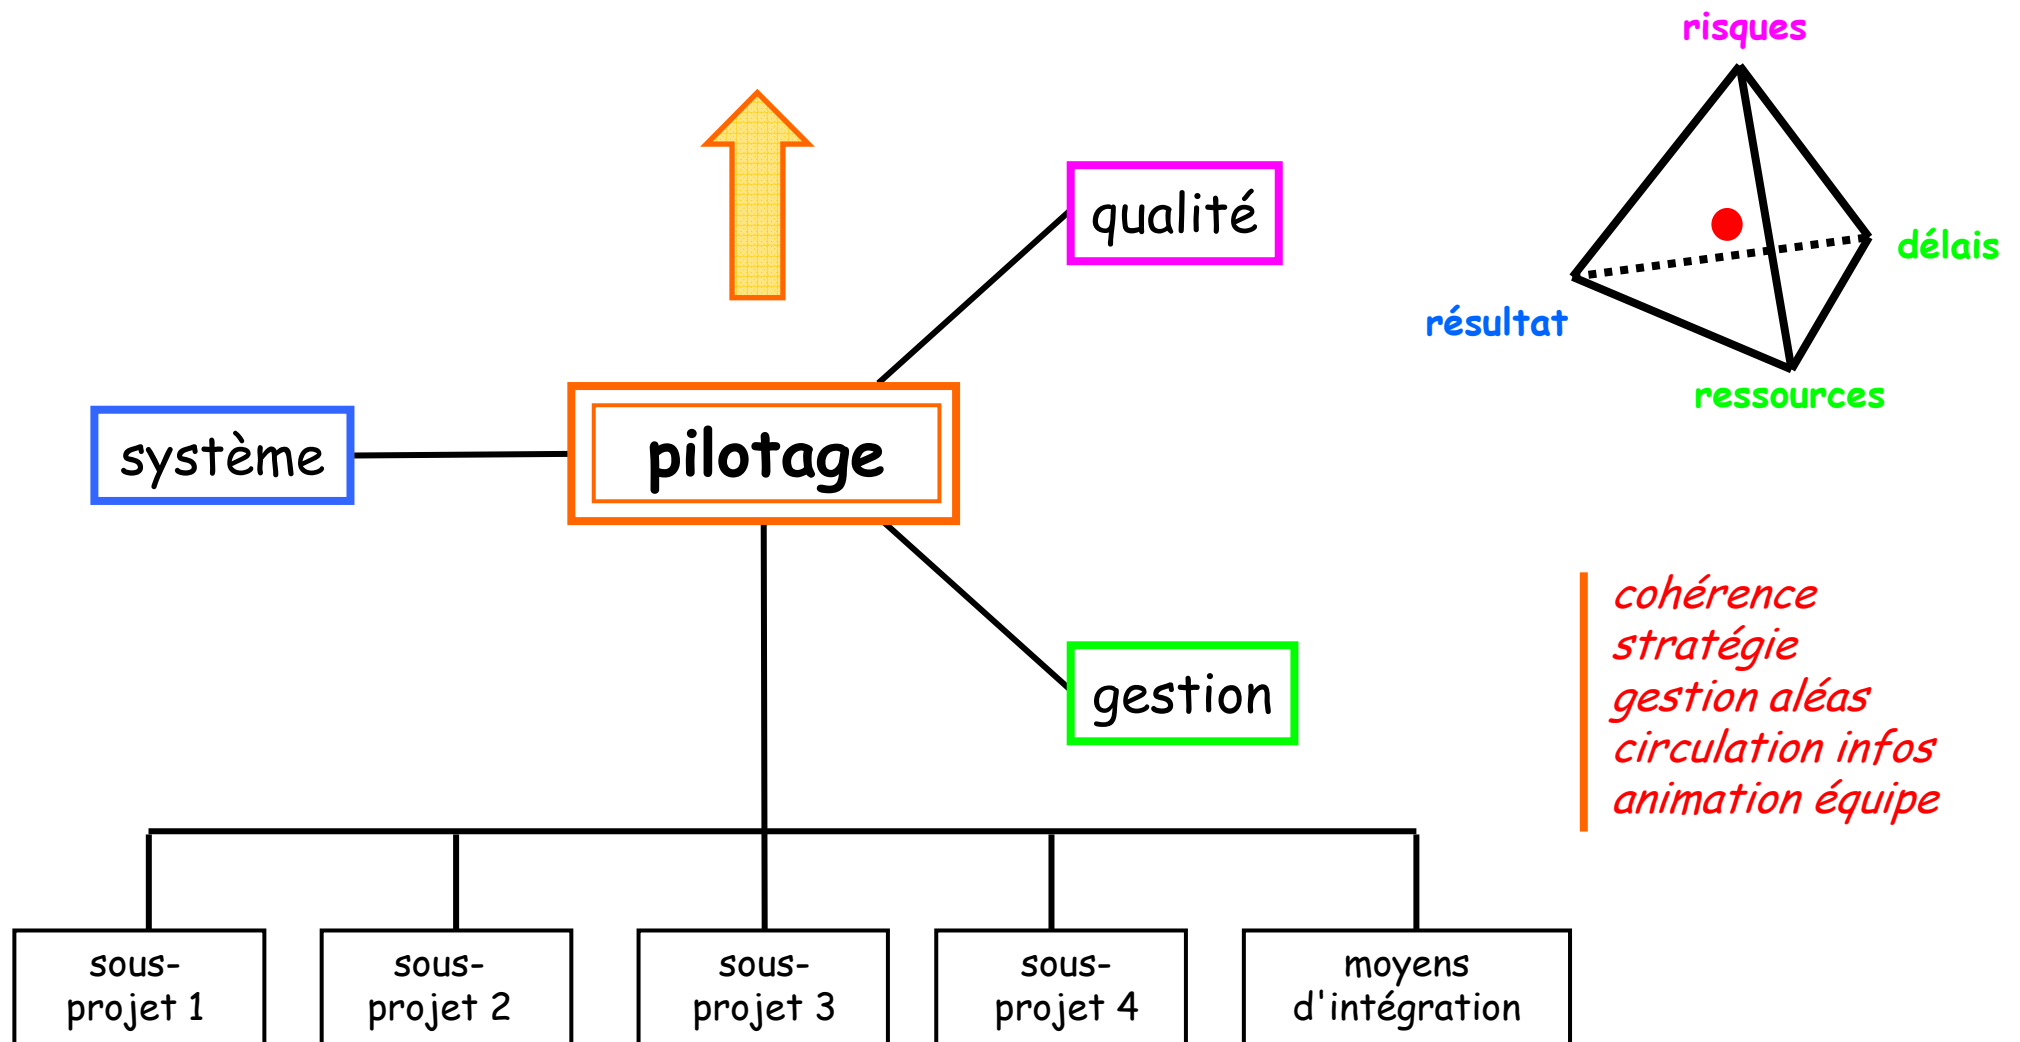 risques
qualité
délais
résultat
ressources
système
pilotage
cohérence
stratégie
gestion aléas
circulation infos
animation équipe
gestion
sous-
projet 1
sous-
projet 2
sous-
projet 3
sous-
projet 4
moyens
d'intégration